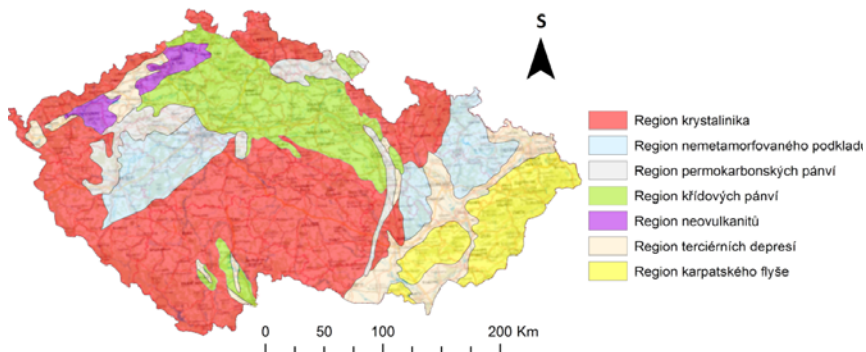 S
Region krystalinika
Region nemetamorfovaného podkladu
Region permokarbonských pánví
Region křídových pánví
Region neovulkanitů
Region terciérních depresí
Region karpatského flyše
0 50 100 200 Km